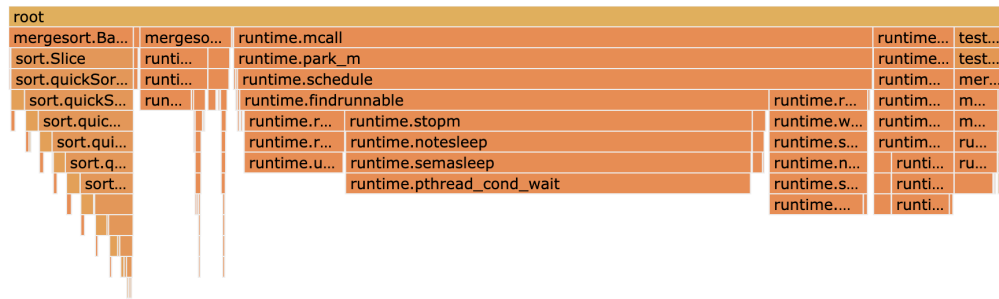 root
mergesort.Ba... mergeso... runtime.mcall runtime... test...
sort.Slice runti... runtime.park_m runtime... test...
sort.quickSor... runti... runtime.schedule runtim... mer...
sort.quickS... run... runtime.findrunnable runtime.r... runtim... m...
sort.quic... runtime.r... runtime.stopm runtime.w... runtim... m...
sort.qui... runtime.r... runtime.notesleep runtime.s... runtim... ru...
sort.q... runtime.u... runtime.semasleep runtime.n... runti... ru...
sort... runtime.pthread_cond_wait runtime.s... runti...
runtime.... runti...